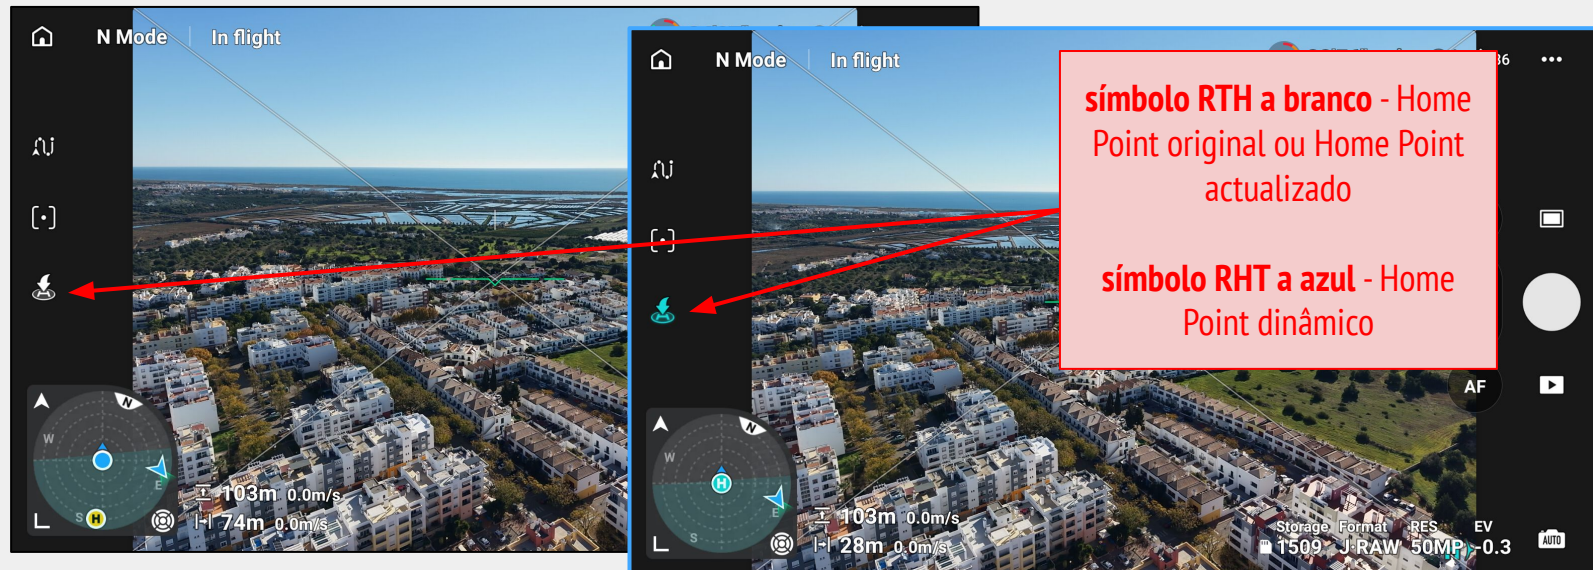 N Mode In flight
N
W
E
S H
103m 0.0m/s
74m 0.0m/s
N Mode In flight
36
símbolo RTH a branco - Home
Point original ou Home Point
actualizado
símbolo RHT a azul - Home
Point dinâmico
AF
N
W
H
E
S
103m 0.0m/s
28m 0.0m/s
Storage Format RES EV
1509 J+RAW 50MP -0.3
AUTO